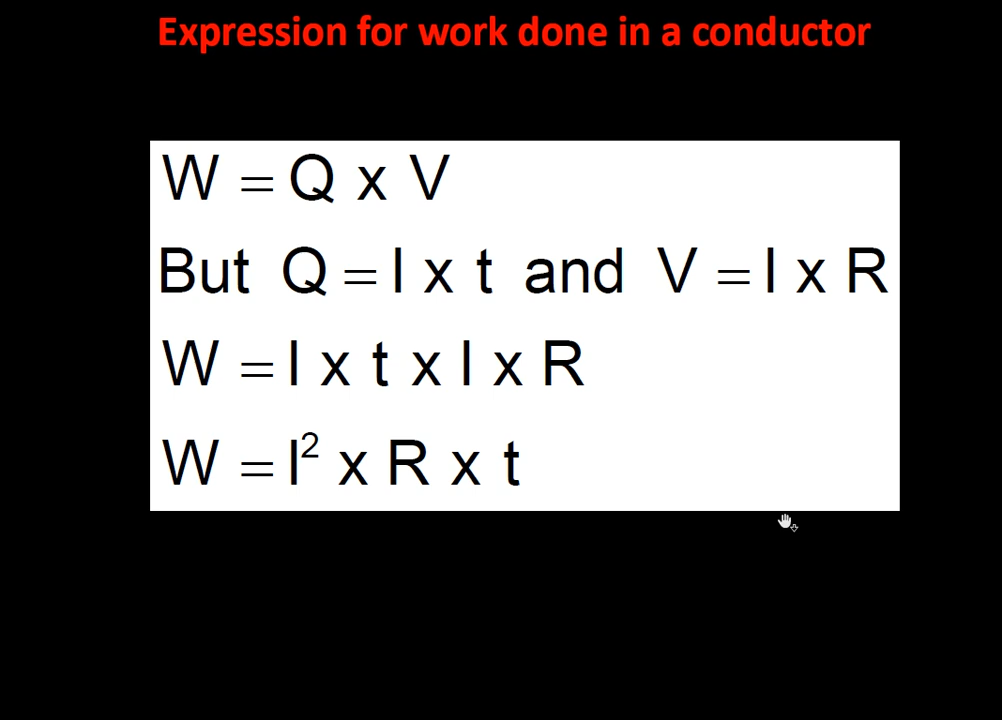 Expression for work done in a conductor
W = Q x V
But Q = I x t and V = I x R
W = I x t x I x R
W = I² x R x t